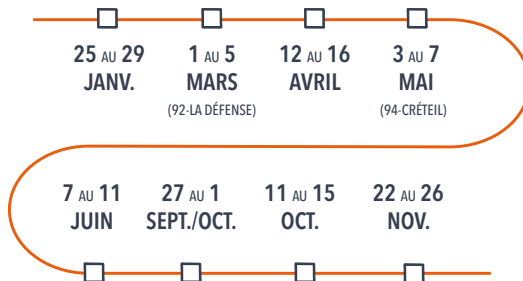 25 AU 29
JANV.
1 AU 5
MARS
(92-LA DÉFENSE)
12 AU 16
AVRIL
3 AU 7
MAI
(94-CRÉTEIL)
7 AU 11
JUIN
27 AU 1
SEPT./OCT.
11 AU 15
OCT.
22 AU 26
NOV.